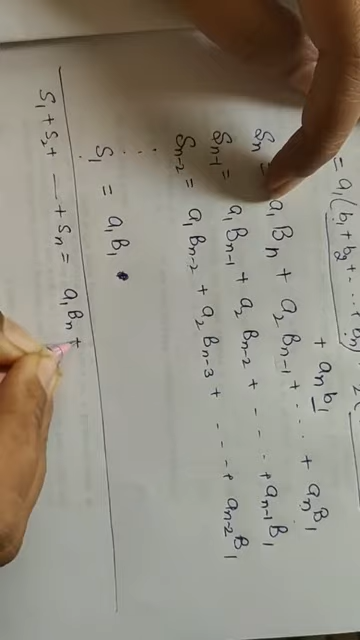 = a₁(b₁+b₂+...+
+ aₙb₁
Sₙ = a₁Bₙ + a₂Bₙ₋₁ + ... + aₙB₁
Sₙ₋₁ = a₁Bₙ₋₁ + a₂Bₙ₋₂ + - - - + aₙ₋₁B₁
Sₙ₋₂ = a₁Bₙ₋₂ + a₂Bₙ₋₃ + - - - + aₙ₋₂B₁
⋮
S₁ = a₁B₁
S₁+S₂+ — - +Sₙ = a₁Bₙ+